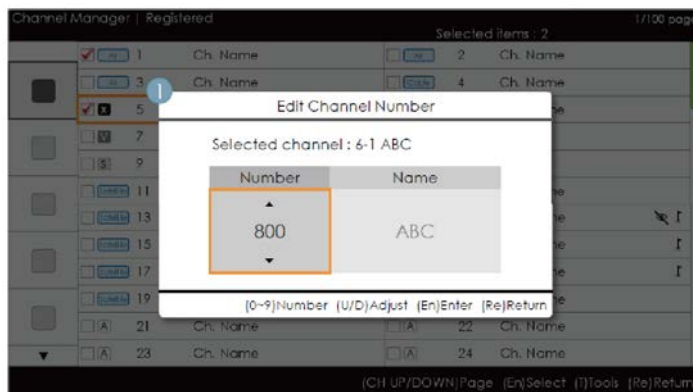 Channel Manager | Registered 1/100 page
Selected items : 2
1 Ch. Name 2 Ch. Name
3 Ch. Name 4 Ch. Name
1
5
Edit Channel Number
7
Selected channel : 6-1 ABC
9
Number Name
11
13
800 ABC
15
17
19
(0~9)Number (U/D)Adjust (En)Enter (Re)Return
A 21 Ch. Name A 22 Ch. Name
A 23 Ch. Name A 24 Ch. Name
(CH UP/DOWN)Page (En)Select (T)Tools (Re)Return